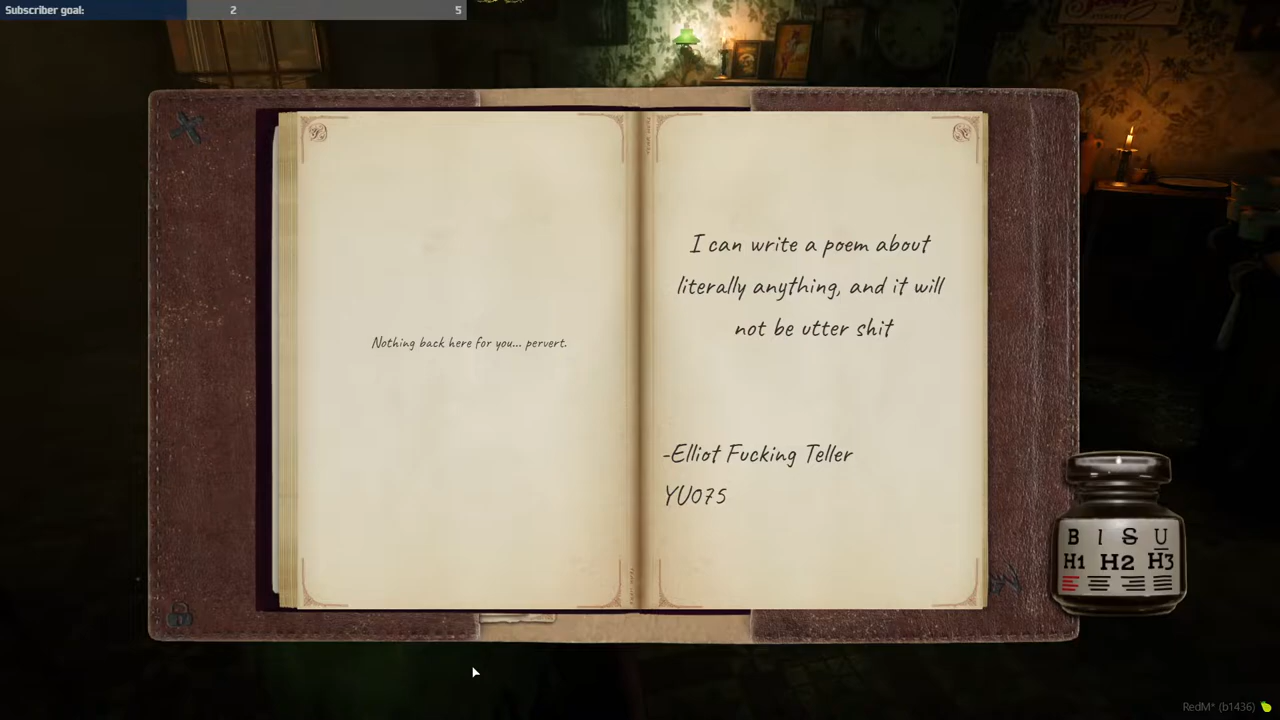 Subscriber goal: 2 5
Nothing back here for you... pervert.
I can write a poem about
literally anything, and it will
not be utter shit
-Elliot Fucking Teller
YU075
B I S U
H1 H2 H3
RedM* (b1436)